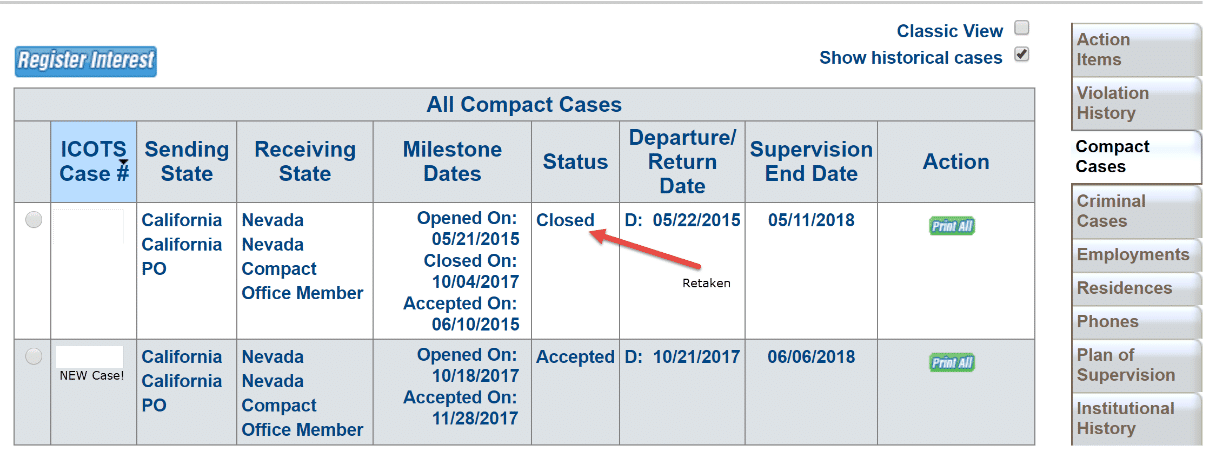 Classic View
Show historical cases
Register Interest
All Compact Cases
ICOTS
Case #
Sending
State
Receiving
State
Milestone
Dates
Status
Departure/
Return
Date
Supervision
End Date
Action
California
California
PO
Nevada
Nevada
Compact
Office Member
Opened On:
05/21/2015
Closed On:
10/04/2017
Accepted On:
06/10/2015
Closed
Retaken
D: 05/22/2015
05/11/2018
Print All
NEW Case!
California
California
PO
Nevada
Nevada
Compact
Office Member
Opened On:
10/18/2017
Accepted On:
11/28/2017
Accepted
D: 10/21/2017
06/06/2018
Print All
Action
Items
Violation
History
Compact
Cases
Criminal
Cases
Employments
Residences
Phones
Plan of
Supervision
Institutional
History